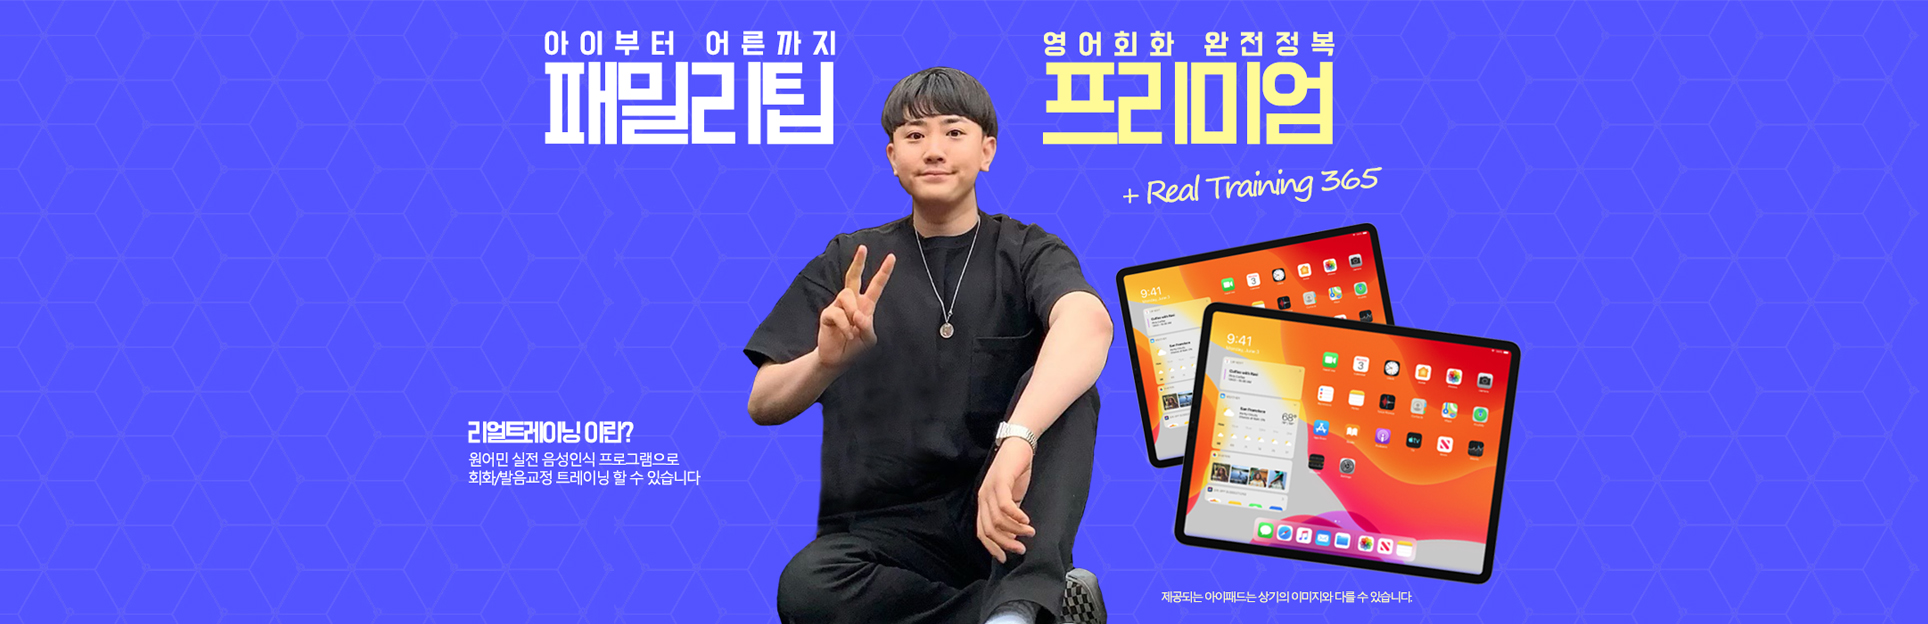 아이부터 어른까지
패밀리팁
영어회화 완전정복
프리미엄
+ Real Training 365
리얼트레이닝 이란?
원어민 실전 음성인식 프로그램으로
회화/발음교정 트레이닝 할 수 있습니다
9:41
9:41
San Francisco
68°
제공되는 아이패드는 상기의 이미지와 다를 수 있습니다.